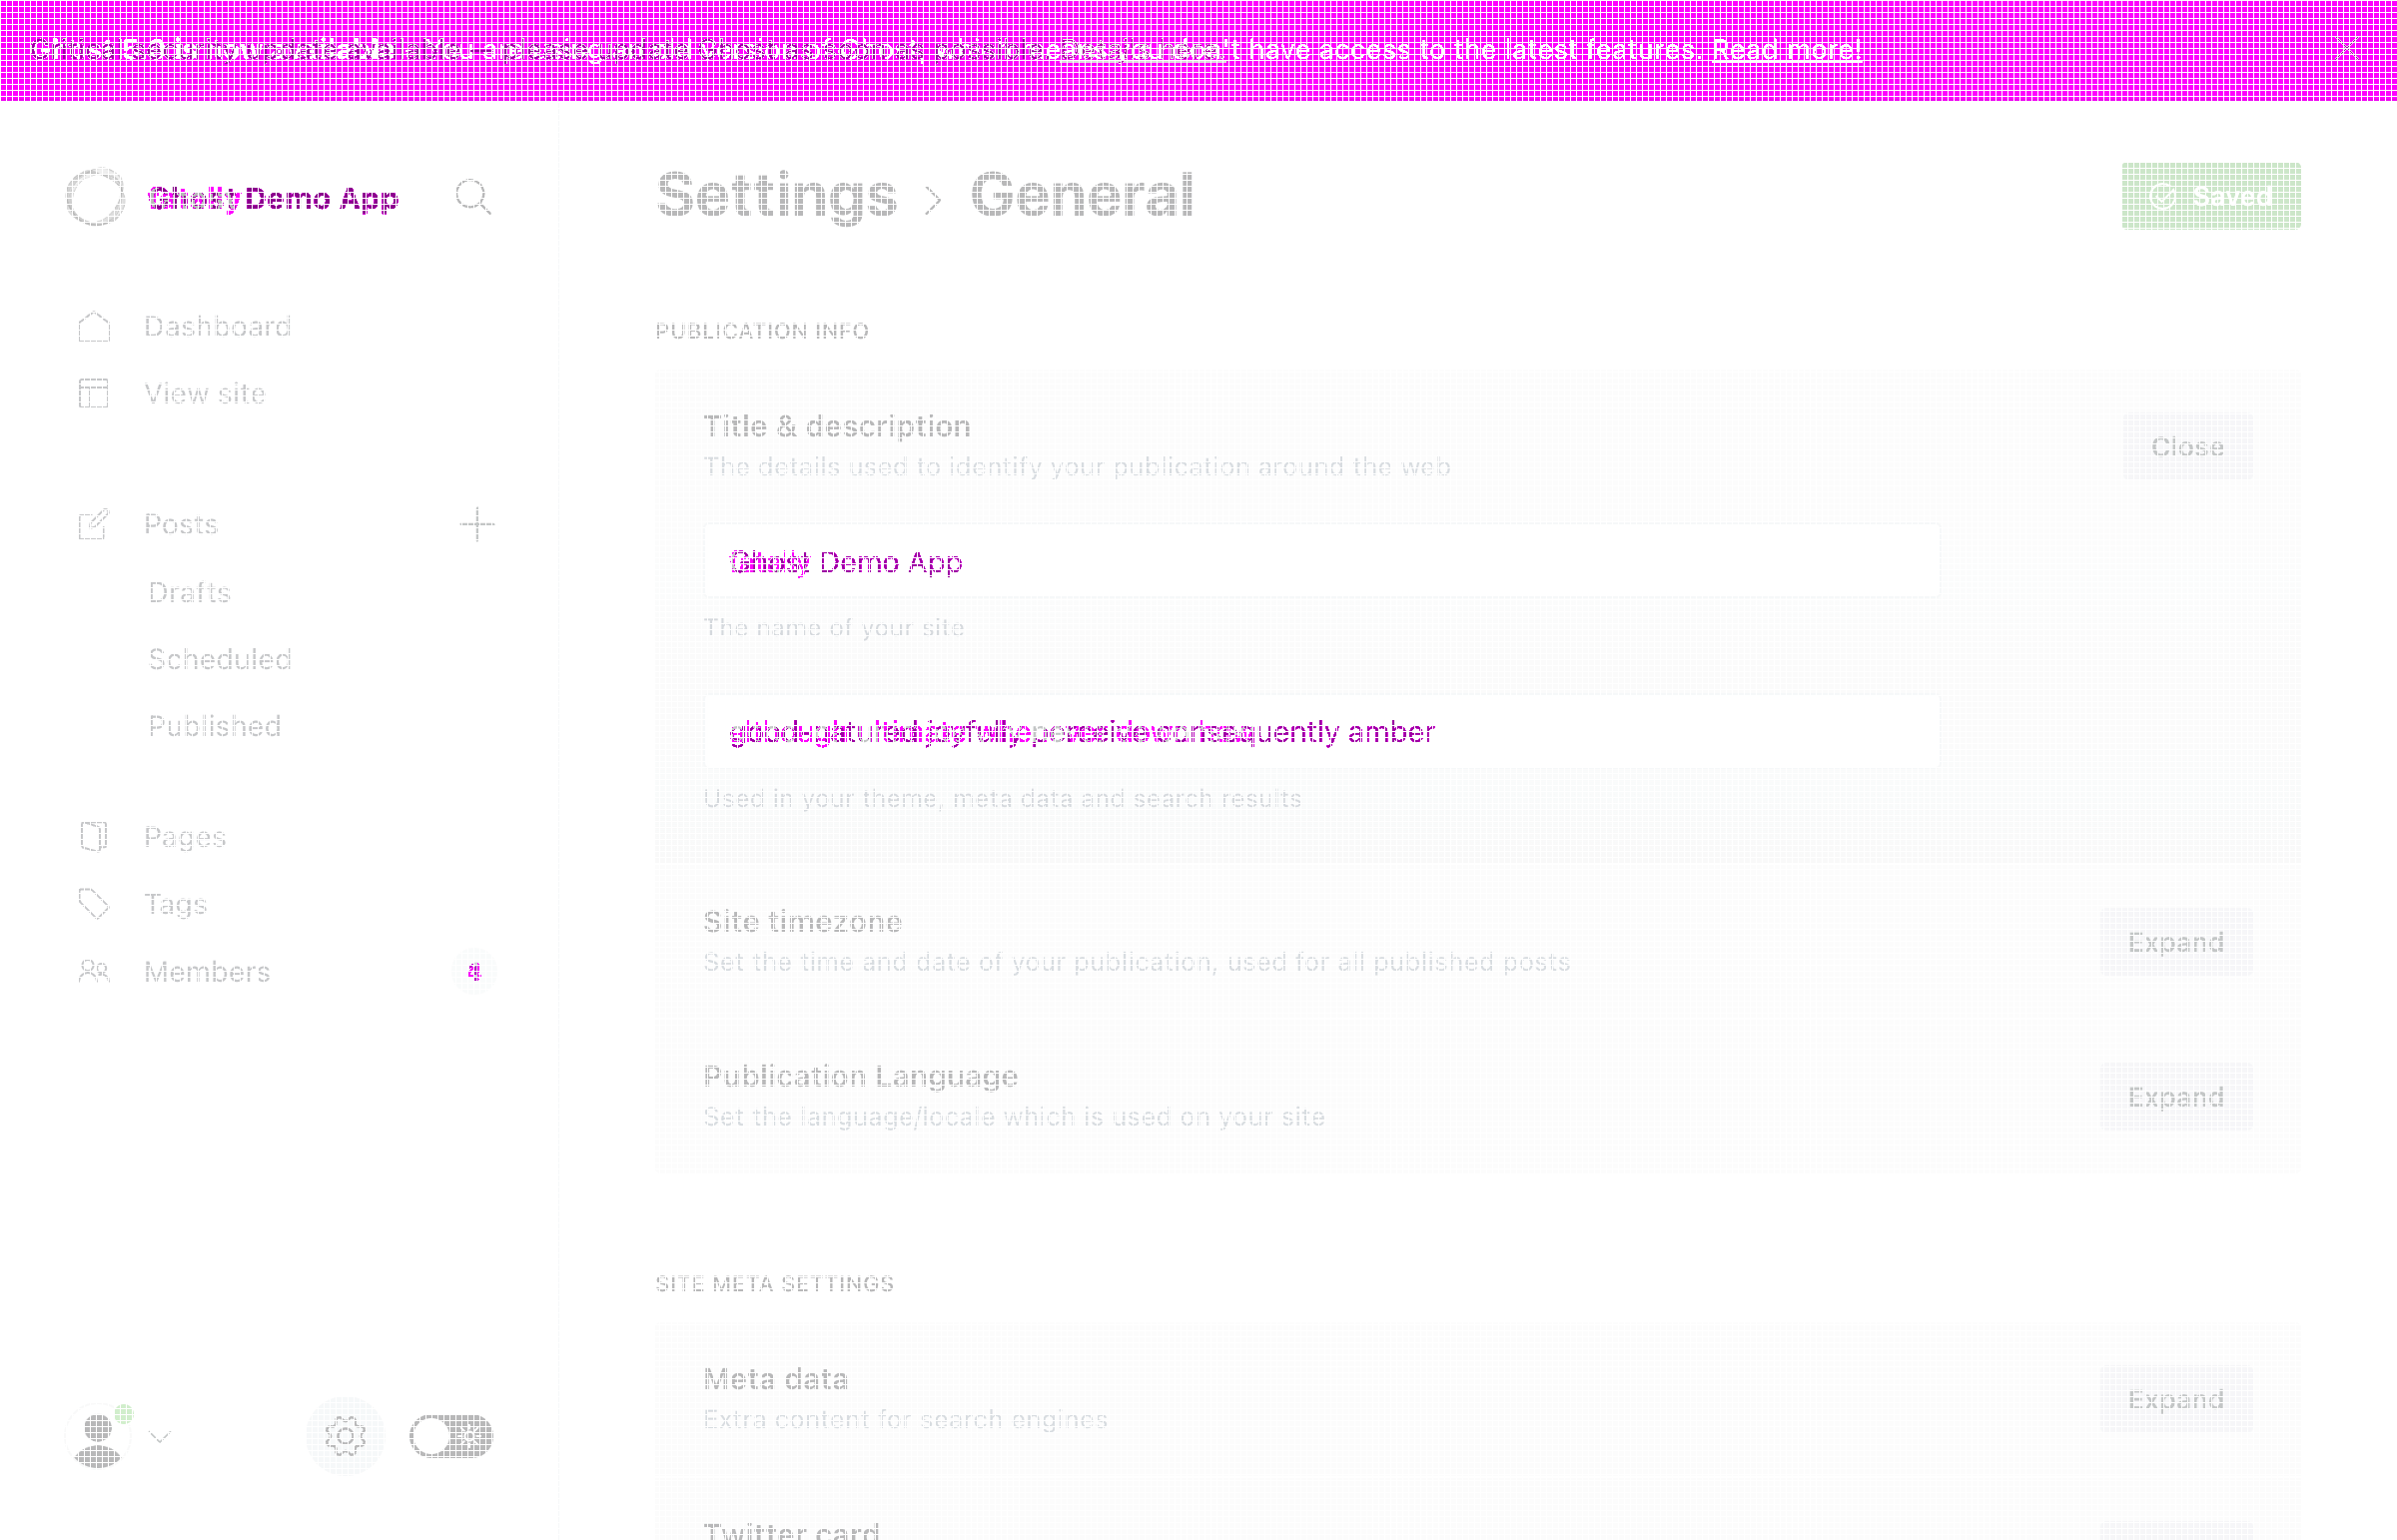 't have access to the latest features. Read more!
Demo App
Settings › General
Saved
Dashboard
PUBLICATION INFO
View site
Title & description
Close
The details used to identify your publication around the web
Posts
Demo App
Drafts
The name of your site
Scheduled
Published
amber
Used in your theme, meta data and search results
Pages
Tags
Site timezone
Expand
Members
Set the time and date of your publication, used for all published posts
Publication Language
Expand
Set the language/locale which is used on your site
SITE META SETTINGS
Meta data
Expand
Extra content for search engines
Twitter card